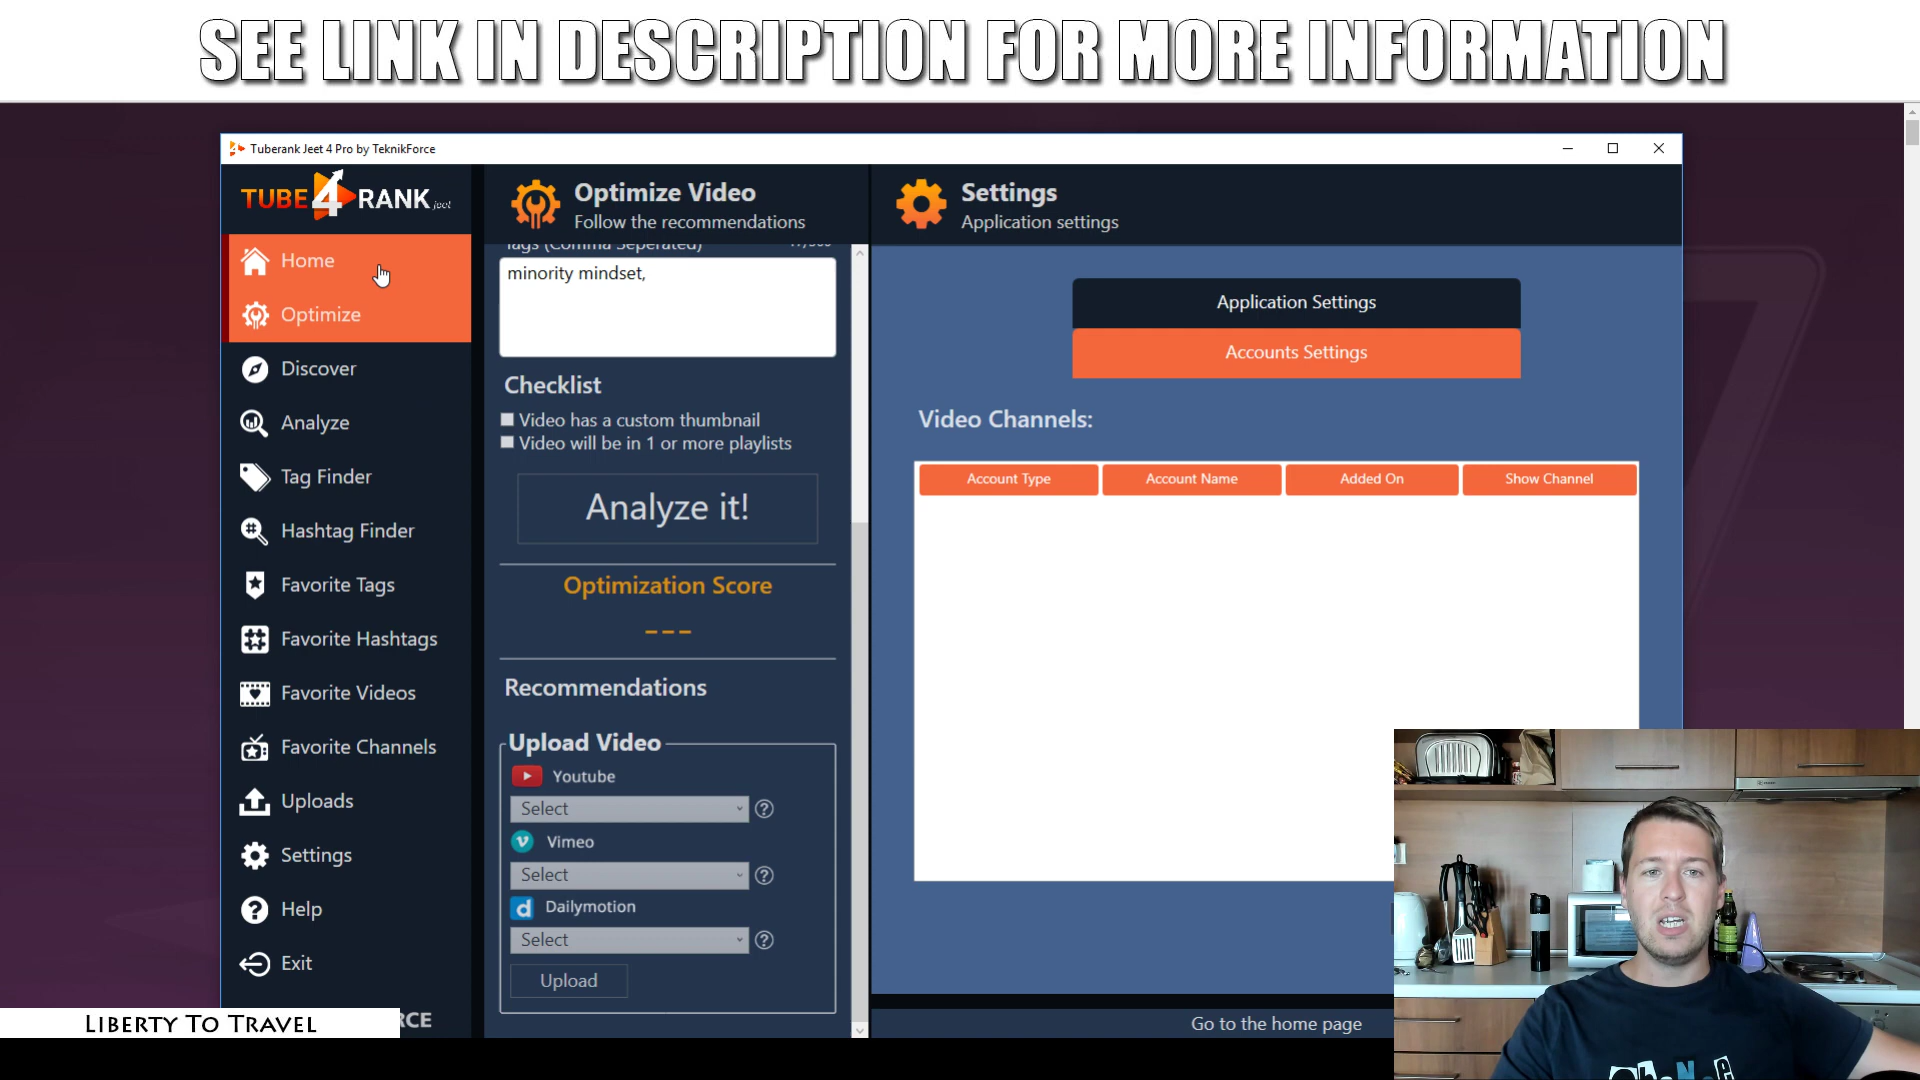 SEE LINK IN DESCRIPTION FOR MORE INFORMATION
Tuberank Jeet 4 Pro by TeknikForce
TUBE 4 RANK jeet
Home
Optimize
Discover
Analyze
Tag Finder
Hashtag Finder
Favorite Tags
Favorite Hashtags
Favorite Videos
Favorite Channels
Uploads
Settings
Help
Exit
RCE
LIBERTY TO TRAVEL
Optimize Video
Follow the recommendations
Tags (Comma Seperated)
minority mindset,
Checklist
Video has a custom thumbnail
Video will be in 1 or more playlists
Analyze it!
Optimization Score
---
Recommendations
Upload Video
Youtube
Select
Vimeo
Select
Dailymotion
Select
Upload
Settings
Application settings
Application Settings
Accounts Settings
Video Channels:
Account Type Account Name Added On Show Channel
Go to the home page